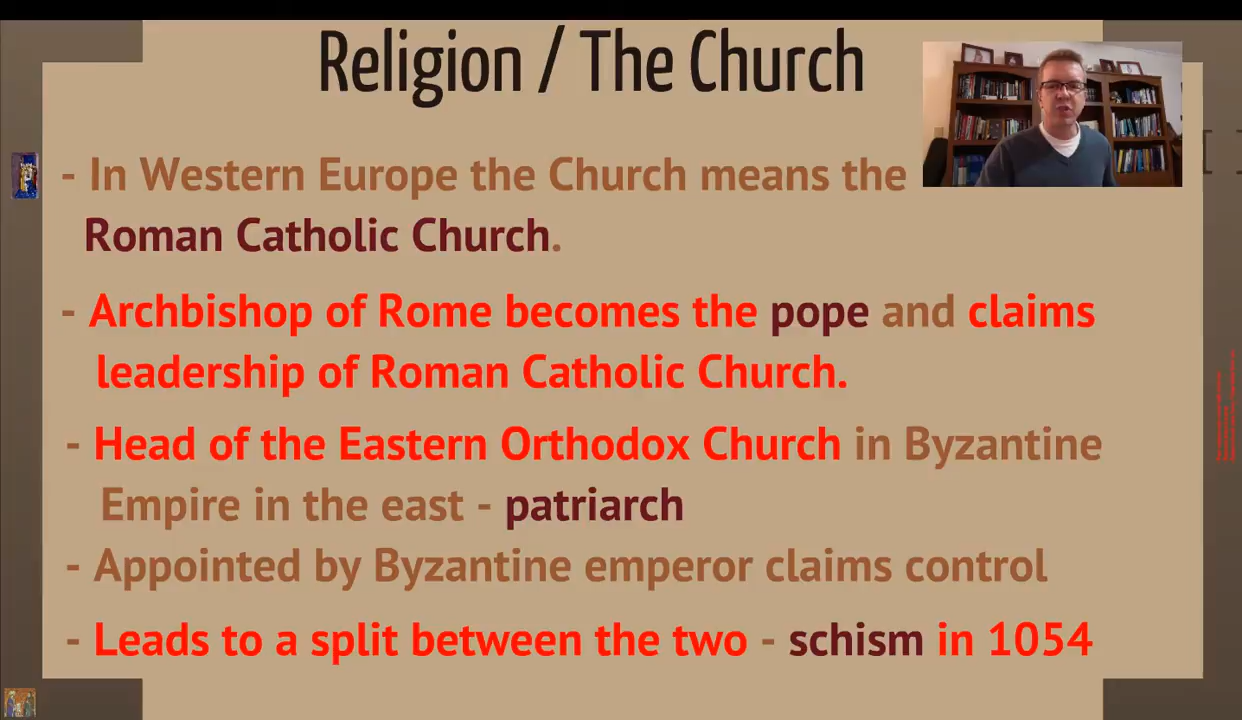 Religion / The Church
- In Western Europe the Church means the
Roman Catholic Church.
- Archbishop of Rome becomes the pope and claims
leadership of Roman Catholic Church.
- Head of the Eastern Orthodox Church in Byzantine
Empire in the east - patriarch
- Appointed by Byzantine emperor claims control
- Leads to a split between the two - schism in 1054